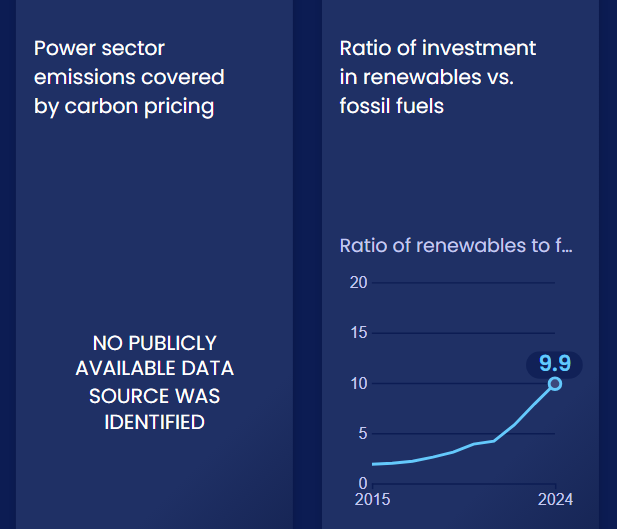 Power sector
emissions covered
by carbon pricing
NO PUBLICLY
AVAILABLE DATA
SOURCE WAS
IDENTIFIED
Ratio of investment
in renewables vs.
fossil fuels
Ratio of renewables to f...
20
15
10
5
0
9.9
2015
2024